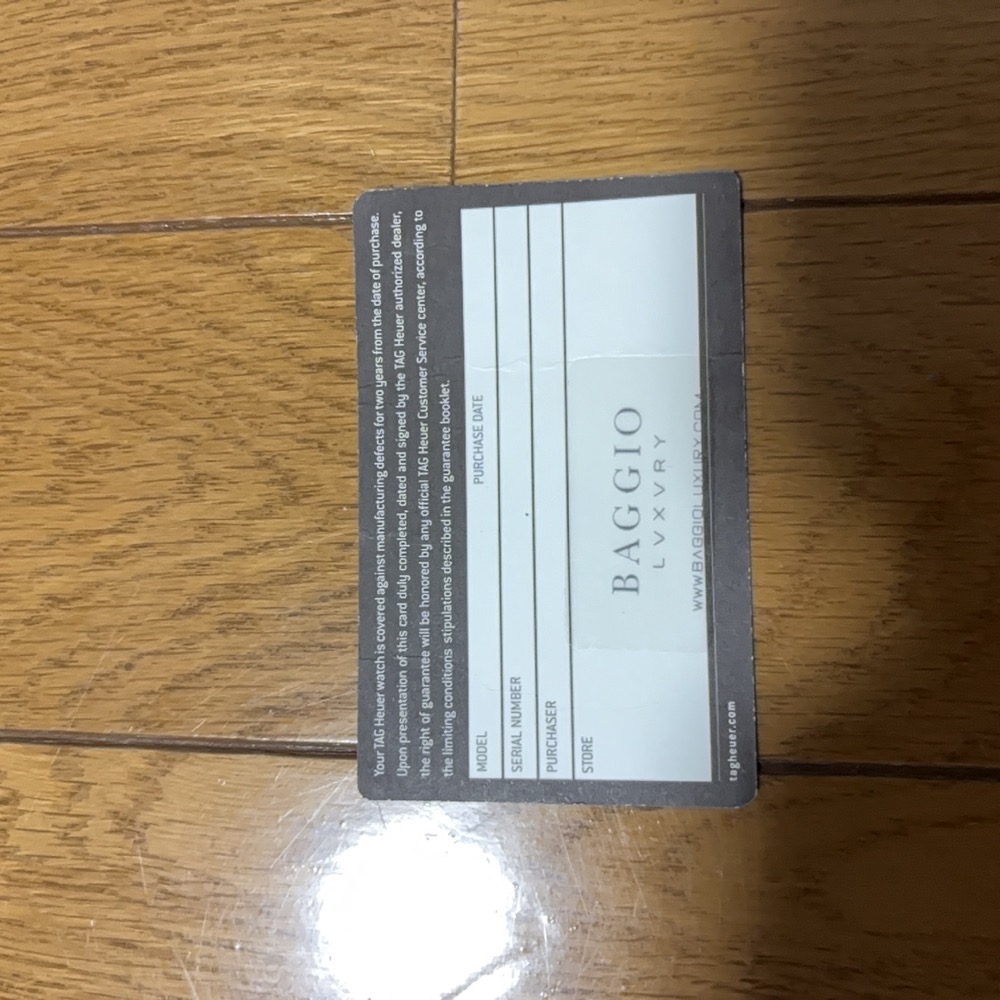 Your TAG Heuer watch is covered against manufacturing defects for two years from the date of purchase.
Upon presentation of this card duly completed, dated and signed by the TAG Heuer authorized dealer,
the right of guarantee will be honored by any official TAG Heuer Customer Service center, according to
the limiting conditions stipulations described in the guarantee booklet.
MODEL PURCHASE DATE
SERIAL NUMBER
PURCHASER
STORE
BAGGIO
LVXVRY
WWW.BAGGIOLUXURY.COM
tagheuer.com